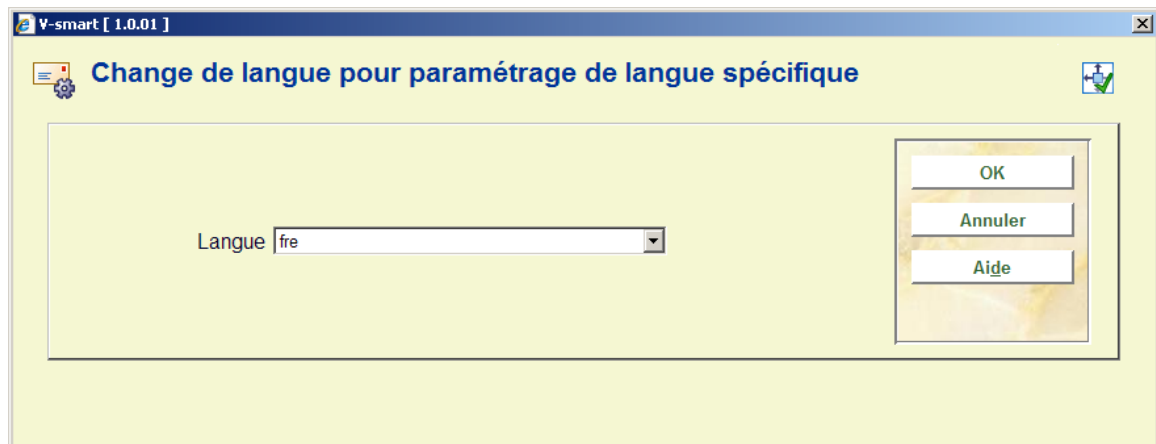 V-smart [ 1.0.01 ]
Change de langue pour paramétrage de langue spécifique
OK
Annuler
Langue fre
Aide